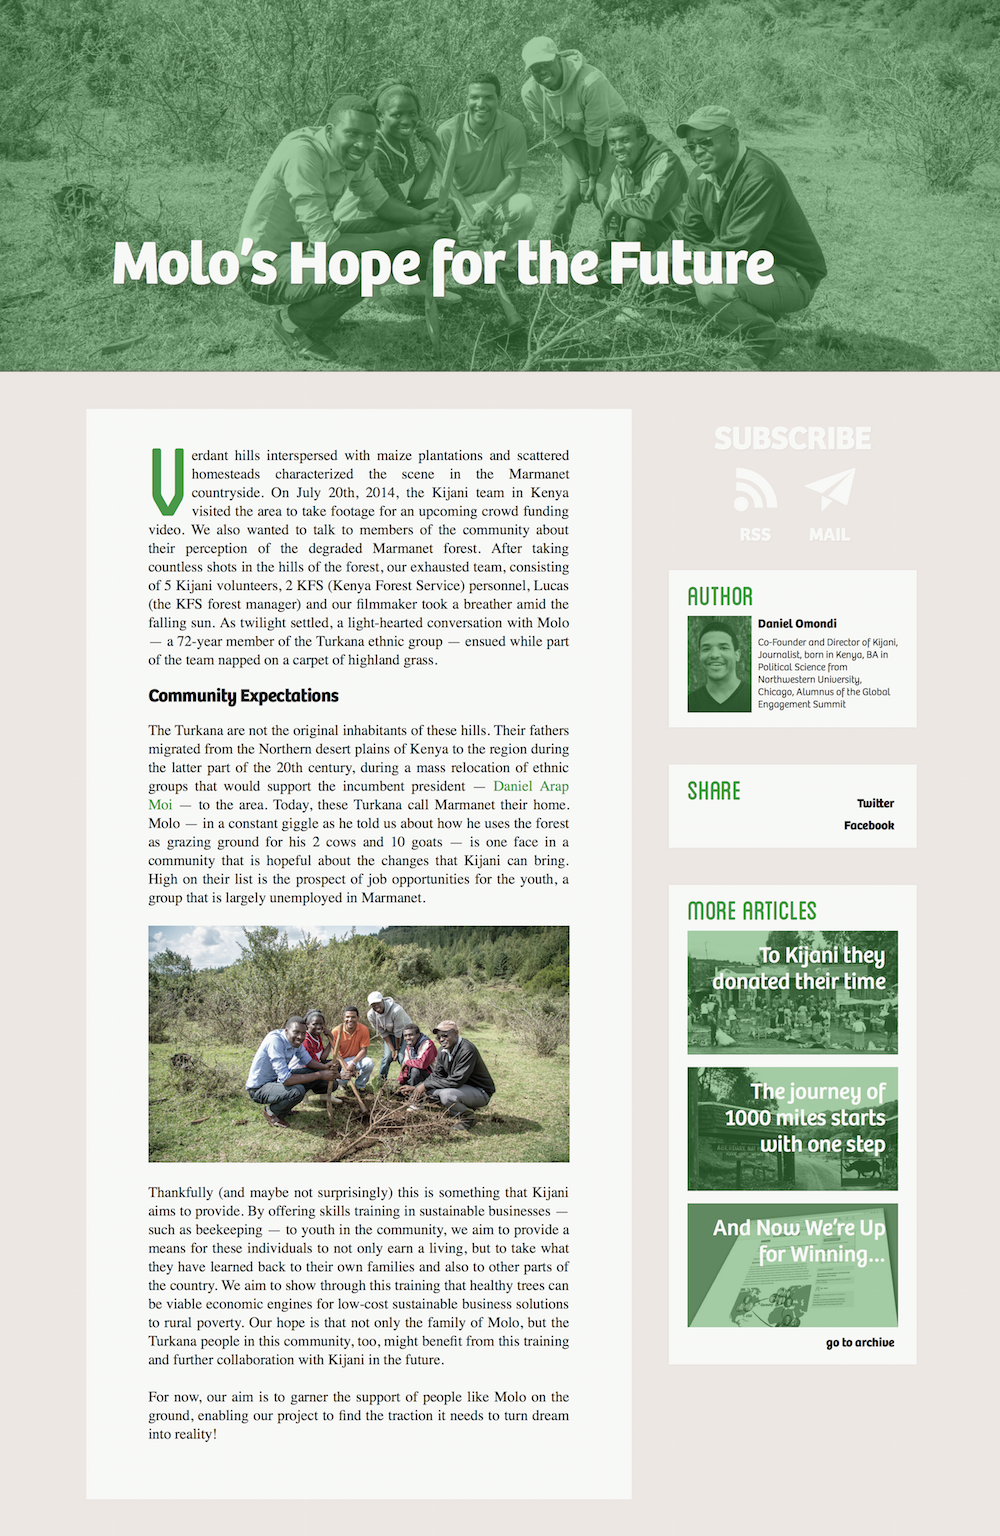 Molo's Hope for the Future
Verdant hills interspersed with maize plantations and scattered
homesteads characterized the scene in the Marmanet
countryside. On July 20th, 2014, the Kijani team in Kenya
visited the area to take footage for an upcoming crowd funding
video. We also wanted to talk to members of the community about
their perception of the degraded Marmanet forest. After taking
countless shots in the hills of the forest, our exhausted team, consisting
of 5 Kijani volunteers, 2 KFS (Kenya Forest Service) personnel, Lucas
(the KFS forest manager) and our filmmaker took a breather amid the
falling sun. As twilight settled, a light-hearted conversation with Molo
— a 72-year member of the Turkana ethnic group — ensued while part
of the team napped on a carpet of highland grass.
Community Expectations
The Turkana are not the original inhabitants of these hills. Their fathers
migrated from the Northern desert plains of Kenya to the region during
the latter part of the 20th century, during a mass relocation of ethnic
groups that would support the incumbent president — Daniel Arap
Moi — to the area. Today, these Turkana call Marmanet their home.
Molo — in a constant giggle as he told us about how he uses the forest
as grazing ground for his 2 cows and 10 goats — is one face in a
community that is hopeful about the changes that Kijani can bring.
High on their list is the prospect of job opportunities for the youth, a
group that is largely unemployed in Marmanet.
Thankfully (and maybe not surprisingly) this is something that Kijani
aims to provide. By offering skills training in sustainable businesses —
such as beekeeping — to youth in the community, we aim to provide a
means for these individuals to not only earn a living, but to take what
they have learned back to their own families and also to other parts of
the country. We aim to show through this training that healthy trees can
be viable economic engines for low-cost sustainable business solutions
to rural poverty. Our hope is that not only the family of Molo, but the
Turkana people in this community, too, might benefit from this training
and further collaboration with Kijani in the future.
For now, our aim is to garner the support of people like Molo on the
ground, enabling our project to find the traction it needs to turn dream
into reality!
SUBSCRIBE
RSS MAIL
AUTHOR
Daniel Omondi
Co-Founder and Director of Kijani,
Journalist, born in Kenya, BA in
Political Science from
Northwestern University,
Chicago, Alumnus of the Global
Engagement Summit
SHARE
Twitter
Facebook
MORE ARTICLES
To Kijani they
donated their time
The journey of
1000 miles starts
with one step
And Now We're Up
for Winning...
go to archive